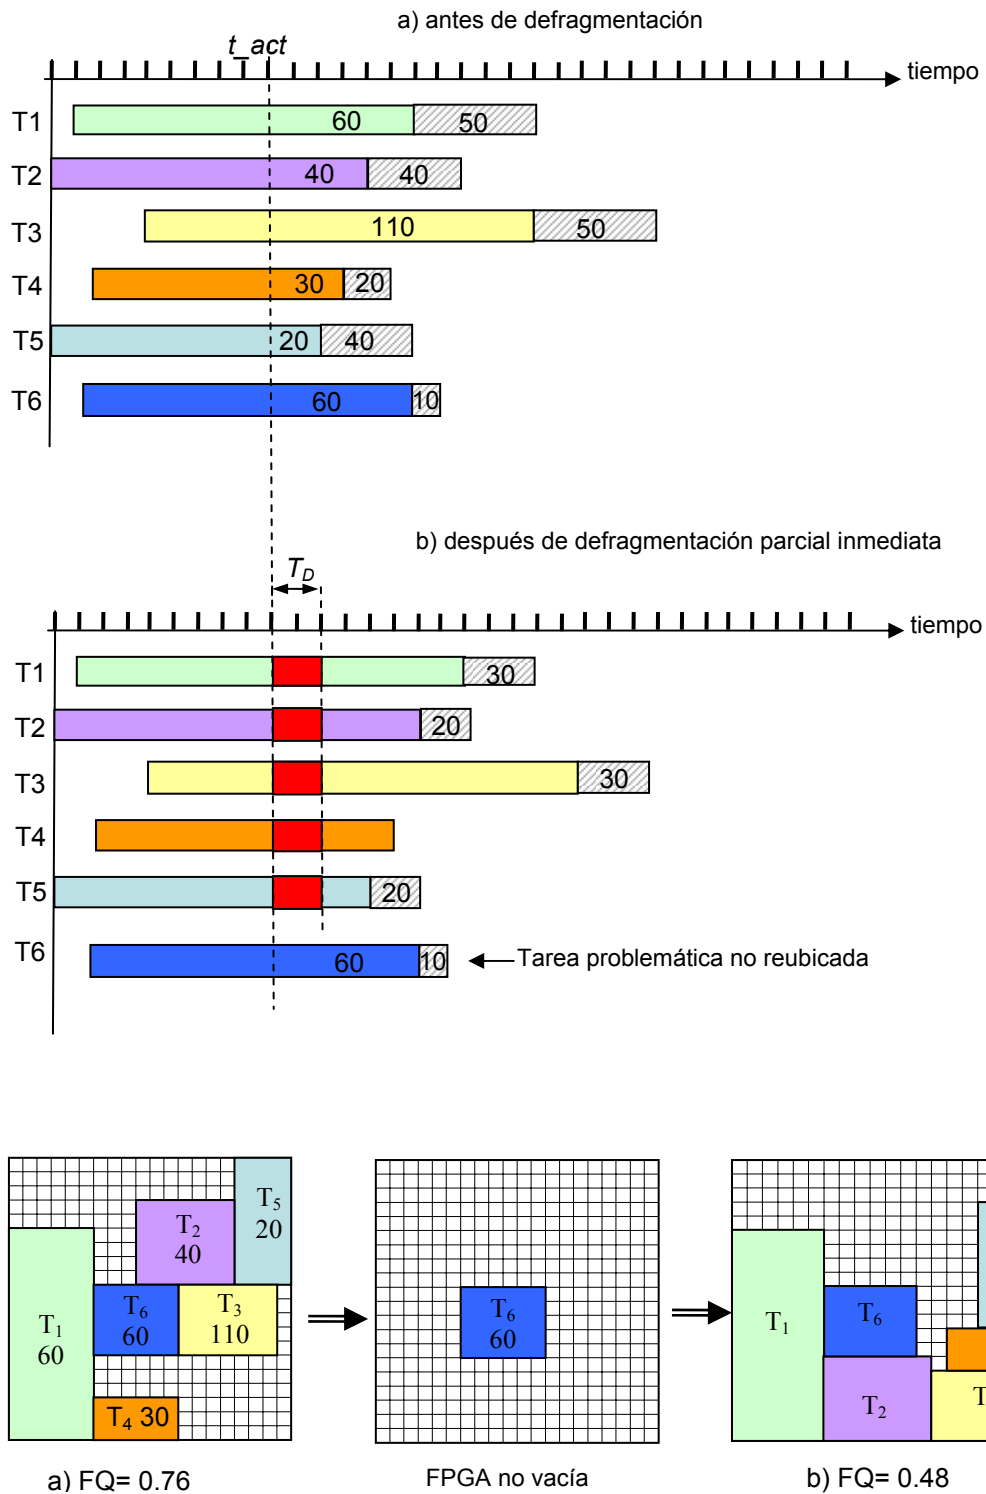 a) antes de defragmentación
t_act
tiempo
T1 60 50
T2 40 40
T3 110 50
T4 30 20
T5 20 40
T6 60 10
b) después de defragmentación parcial inmediata
T_D
tiempo
T1 30
T2 20
T3 30
T4
T5 20
T6 60 10 Tarea problemática no reubicada
T1
60
T2
40
T5
20
T6
60
T3
110
T4 30
T6
60
T1
T6
T2
T
a) FQ= 0.76
FPGA no vacía
b) FQ= 0.48